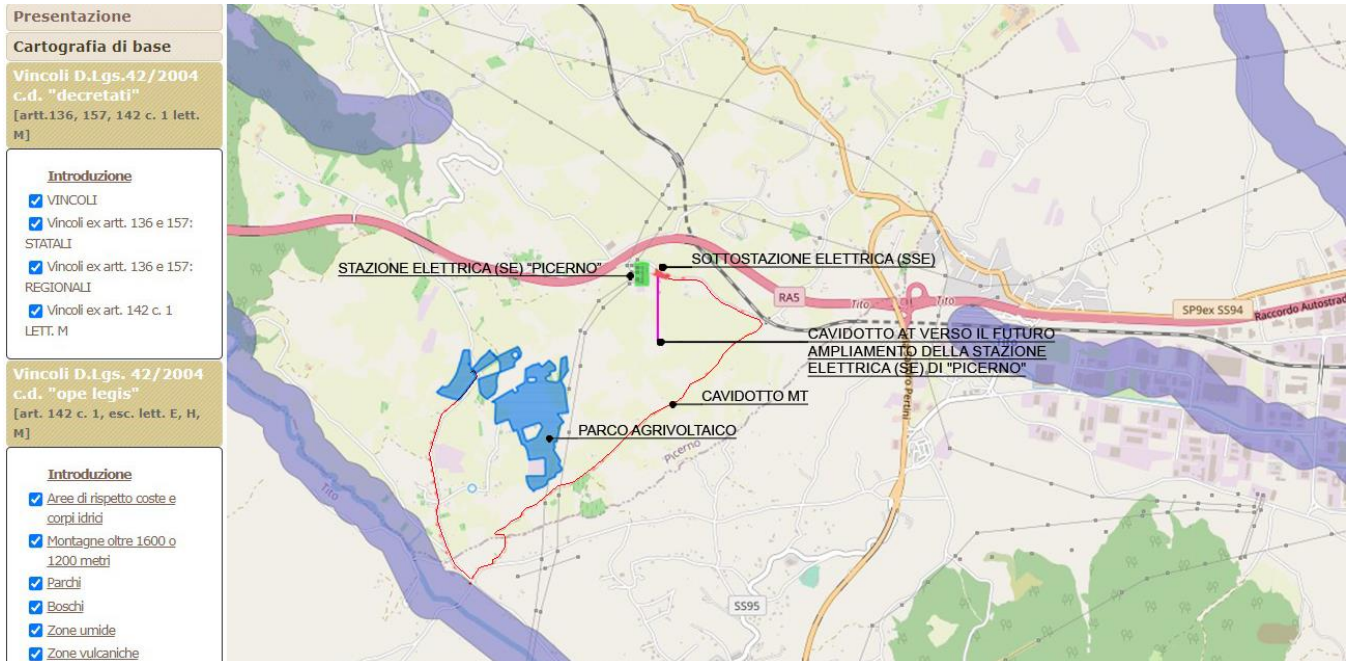 Presentazione
Cartografia di base
Vincoli D.Lgs.42/2004
c.d. "decretati"
[artt.136, 157, 142 c. 1 lett.
M]
Introduzione
VINCOLI
Vincoli ex artt. 136 e 157:
STATALI
Vincoli ex artt. 136 e 157:
REGIONALI
Vincoli ex art. 142 c. 1
LETT. M
Vincoli D.Lgs. 42/2004
c.d. "ope legis"
[art. 142 c. 1, esc. lett. E, H,
M]
Introduzione
Aree di rispetto coste e
corpi idrici
Montagne oltre 1600 o
1200 metri
Parchi
Boschi
Zone umide
Zone vulcaniche
STAZIONE ELETTRICA (SE) "PICERNO"
SOTTOSTAZIONE ELETTRICA (SSE)
RA5
Tito
Tito
SP9ex SS94
Raccordo Autostrad
CAVIDOTTO AT VERSO IL FUTURO
AMPLIAMENTO DELLA STAZIONE
ELETTRICA (SE) DI "PICERNO"
Pertini
CAVIDOTTO MT
PARCO AGRIVOLTAICO
Picerno
Tito
SS95